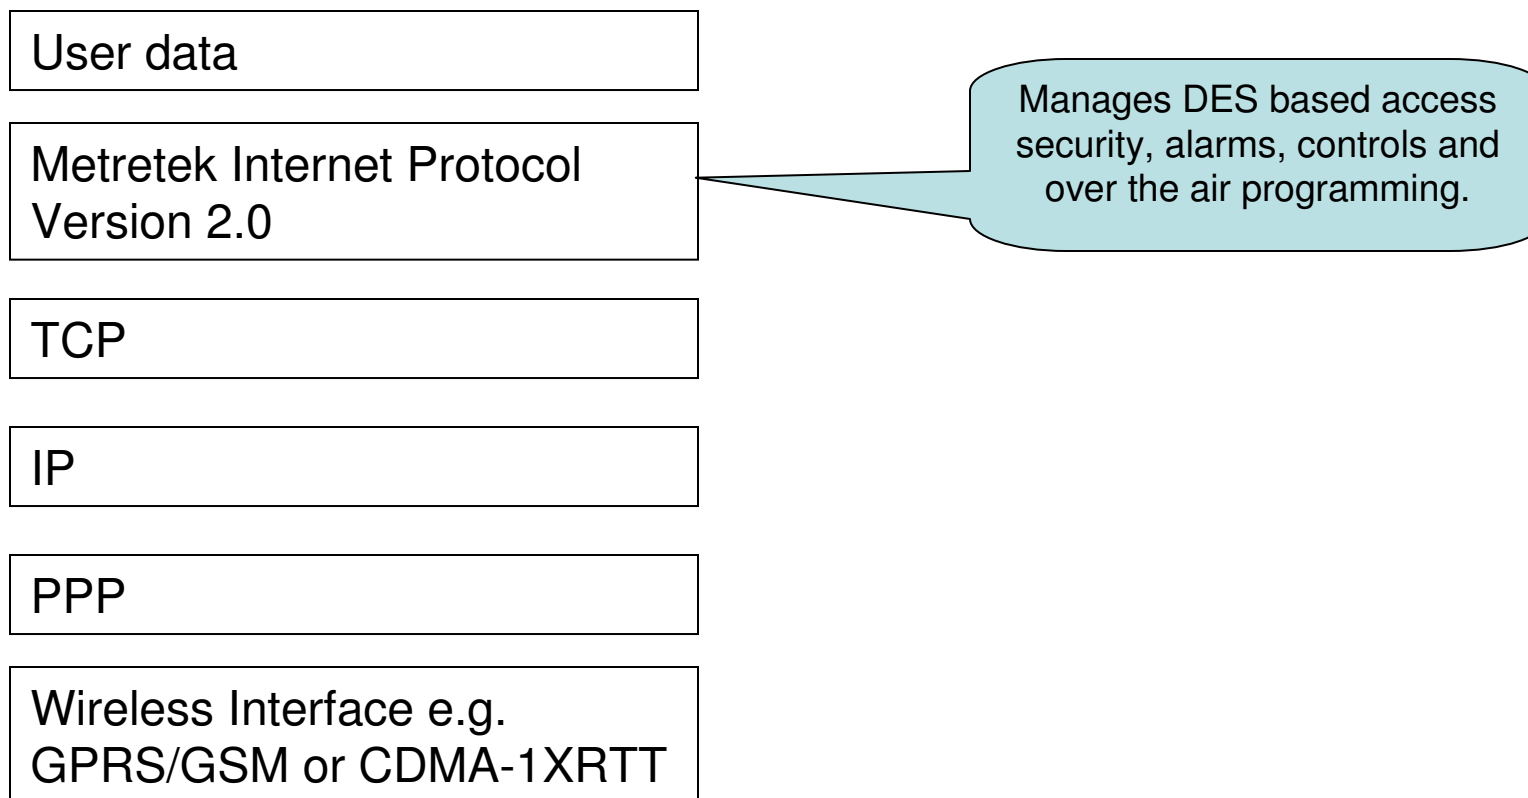 User data
Manages DES based access
security, alarms, controls and
over the air programming.
Metretek Internet Protocol
Version 2.0
TCP
IP
PPP
Wireless Interface e.g.
GPRS/GSM or CDMA-1XRTT